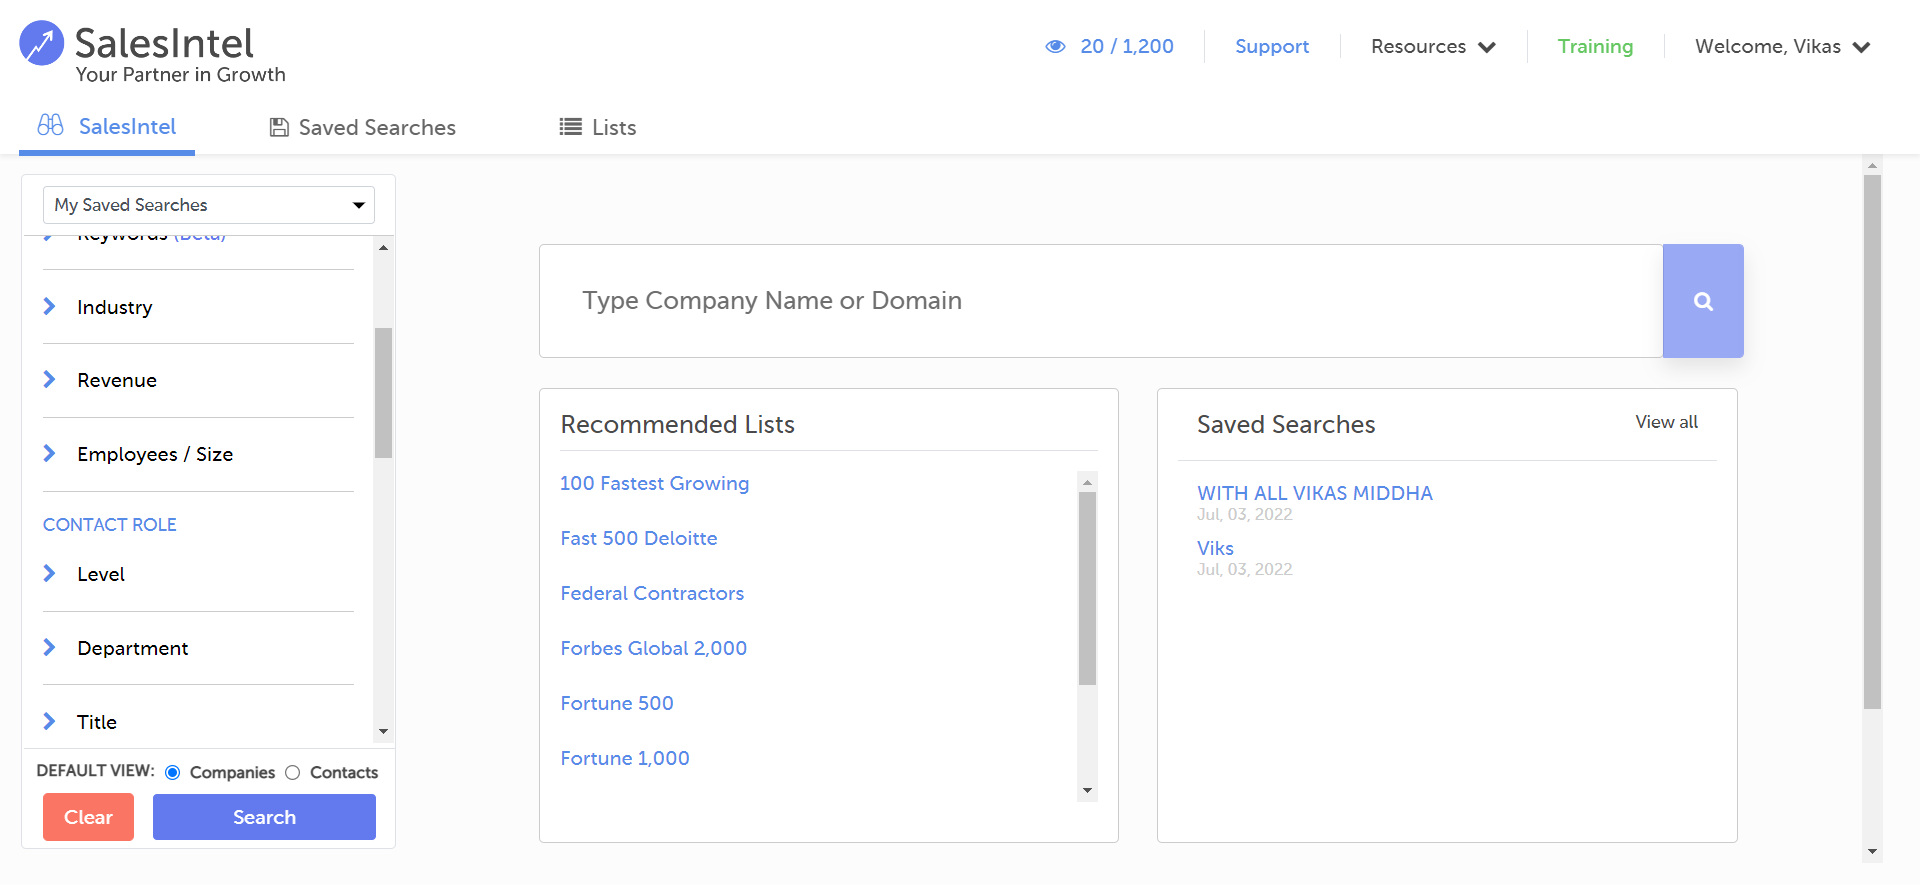 SalesIntel
Your Partner in Growth
20 / 1,200
Support
Resources
Training
Welcome, Vikas
SalesIntel
Saved Searches
Lists
My Saved Searches
Keywords (Beta)
Industry
Revenue
Employees / Size
CONTACT ROLE
Level
Department
Title
DEFAULT VIEW: Companies Contacts
Clear
Search
Type Company Name or Domain
Recommended Lists
100 Fastest Growing
Fast 500 Deloitte
Federal Contractors
Forbes Global 2,000
Fortune 500
Fortune 1,000
Saved Searches
View all
WITH ALL VIKAS MIDDHA
Jul, 03, 2022
Viks
Jul, 03, 2022